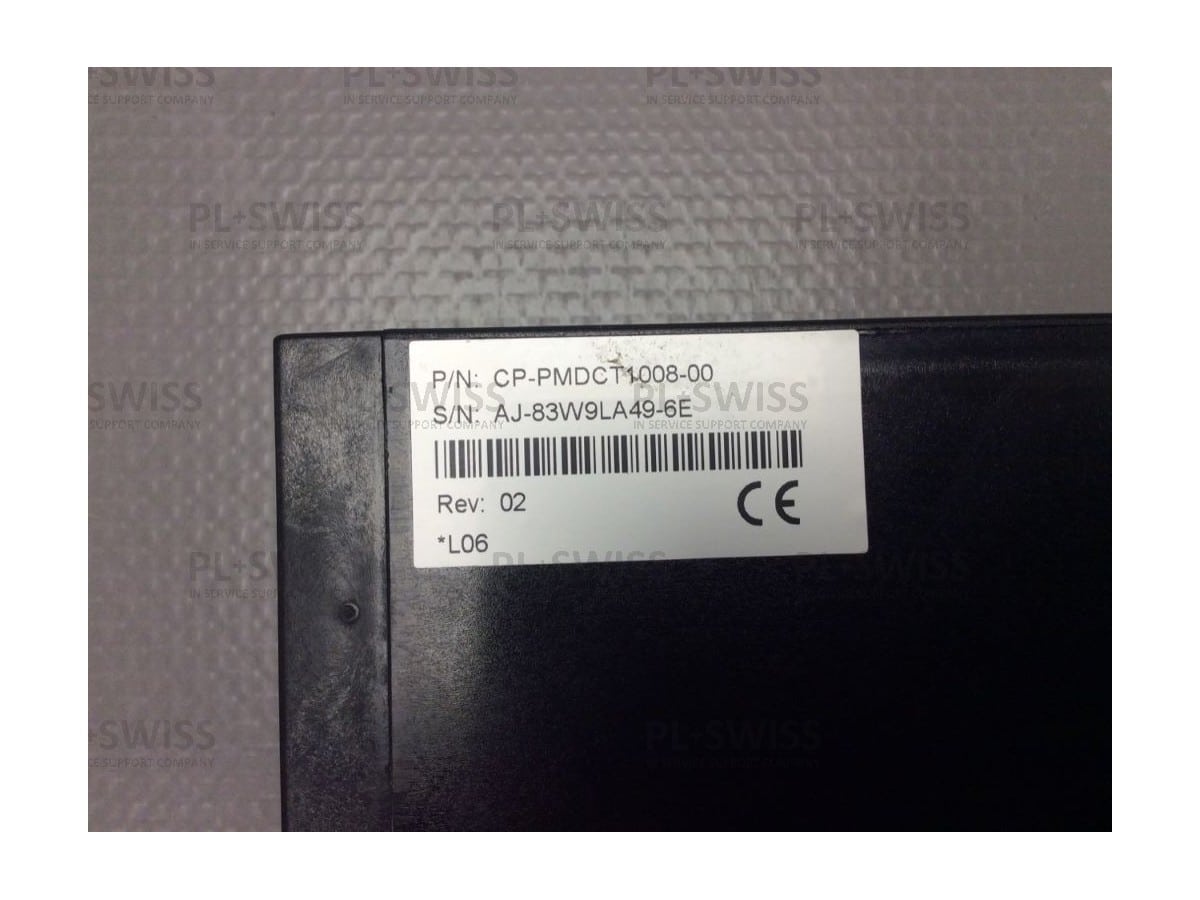 P/N: CP-PMDCT1008-00
S/N: AJ-83W9LA49-6E
Rev: 02
CE
*L06
PL+SWISS
IN SERVICE SUPPORT COMPANY